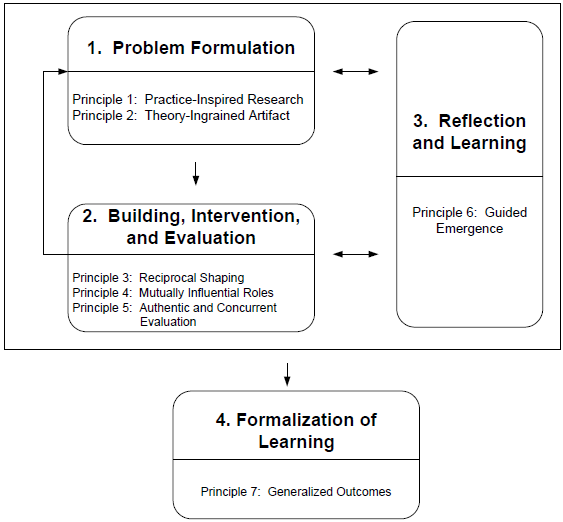 1. Problem Formulation
Principle 1: Practice-Inspired Research
Principle 2: Theory-Ingrained Artifact
2. Building, Intervention,
and Evaluation
Principle 3: Reciprocal Shaping
Principle 4: Mutually Influential Roles
Principle 5: Authentic and Concurrent
Evaluation
3. Reflection
and Learning
Principle 6: Guided
Emergence
4. Formalization of
Learning
Principle 7: Generalized Outcomes